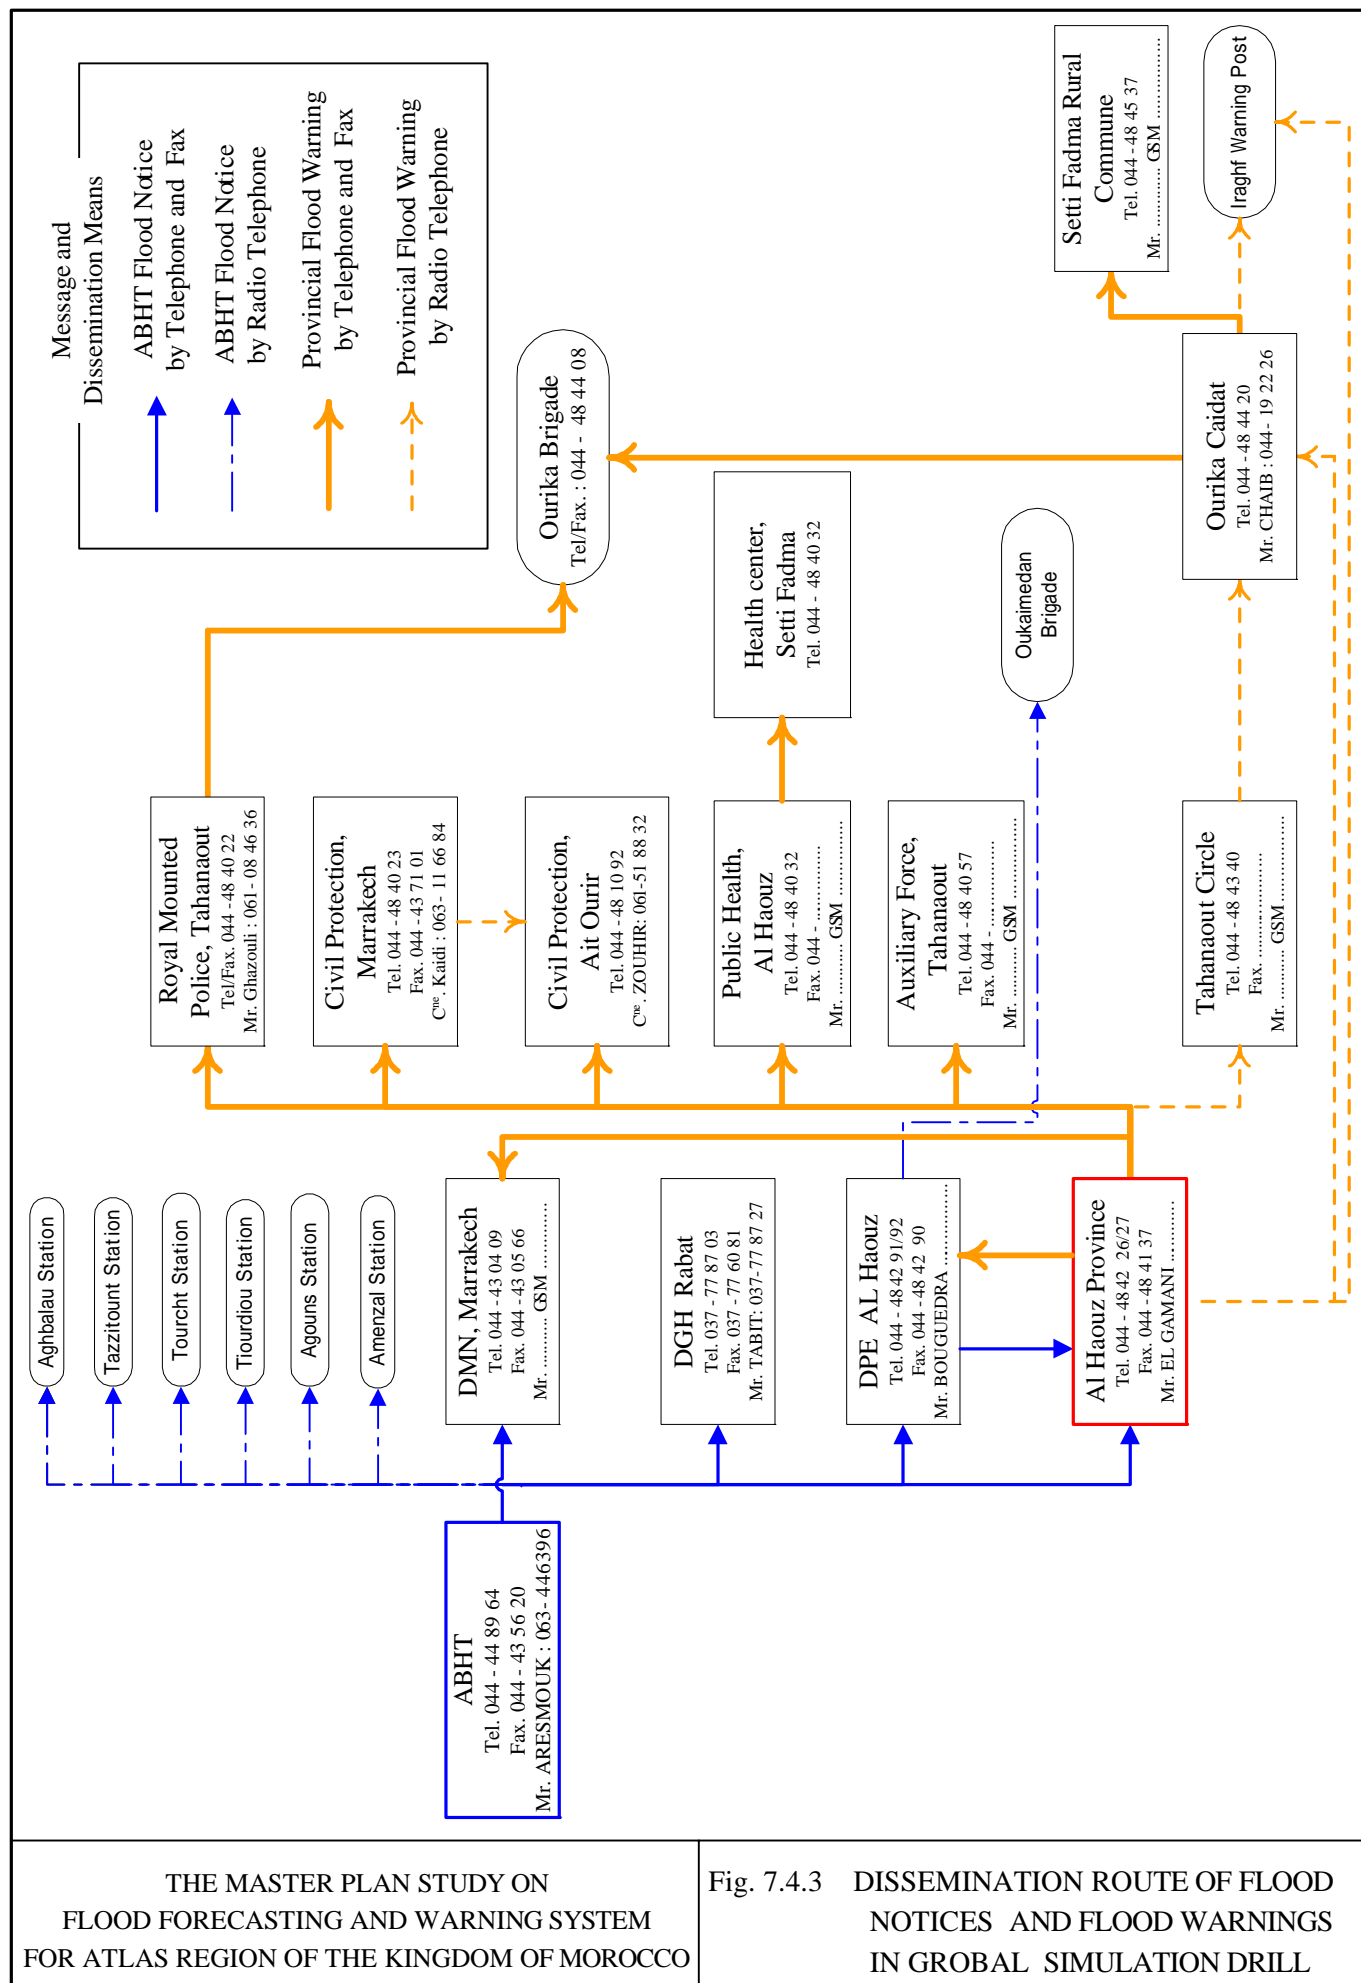 Message and
Dissemination Means
ABHT Flood Notice
by Telephone and Fax
ABHT Flood Notice
by Radio Telephone
Provincial Flood Warning
by Telephone and Fax
Provincial Flood Warning
by Radio Telephone
Aghbalau Station
Tazzitount Station
Tourcht Station
Tiourdiou Station
Agouns Station
Amenzal Station
ABHT
Tel. 044 - 44 89 64
Fax. 044 - 43 56 20
Mr. ARESMOUK : 063- 446396
DMN, Marrakech
Tel. 044 - 43 04 09
Fax. 044 - 43 05 66
Mr. ........... GSM ................
DGH Rabat
Tel. 037 - 77 87 03
Fax. 037 - 77 60 81
Mr. TABIT: 037-77 87 27
DPE AL Haouz
Tel. 044 - 4842 91/92
Fax. 044 - 48 42 90
Mr. BOUGUEDRA ................
Al Haouz Province
Tel. 044 - 4842 26/27
Fax. 044 - 48 41 37
Mr. EL GAMANI ................
Royal Mounted
Police, Tahanaout
Tel/Fax. 044 -48 40 22
Mr. Ghazouli : 061- 08 46 36
Civil Protection,
Marrakech
Tel. 044 - 48 40 23
Fax. 044 - 43 71 01
Cne. Kaidi : 063- 11 66 84
Civil Protection,
Ait Ourir
Tel. 044 - 48 10 92
Cne. ZOUHIR: 061-51 88 32
Public Health,
Al Haouz
Tel. 044 - 48 40 32
Fax. 044 - ...................
Mr. ........... GSM ...................
Auxiliary Force,
Tahanaout
Tel. 044 - 48 40 57
Fax. 044 - ...................
Mr. ........... GSM ...................
Tahanaout Circle
Tel. 044 - 48 43 40
Fax. ...................
Mr. ........... GSM...................
Ourika Brigade
Tel/Fax. : 044 - 48 44 08
Health center,
Setti Fadma
Tel. 044 - 48 40 32
Oukaimedan
Brigade
Ourika Caidat
Tel. 044 - 48 44 20
Mr. CHAIB : 044- 19 22 26
Setti Fadma Rural
Commune
Tel. 044 - 48 45 37
Mr. ........... GSM ...................
Iraghf Warning Post
THE MASTER PLAN STUDY ON
FLOOD FORECASTING AND WARNING SYSTEM
FOR ATLAS REGION OF THE KINGDOM OF MOROCCO
Fig. 7.4.3 DISSEMINATION ROUTE OF FLOOD
NOTICES AND FLOOD WARNINGS
IN GROBAL SIMULATION DRILL